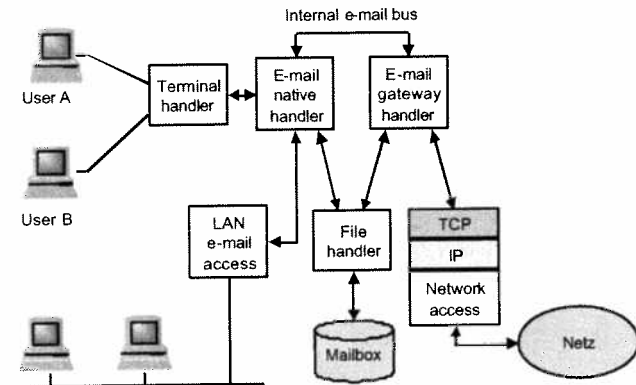 Internal e-mail bus
User A
Terminal
handler
E-mail
native
handler
E-mail
gateway
handler
User B
LAN
e-mail
access
File
handler
TCP
IP
Network
access
Mailbox
Netz